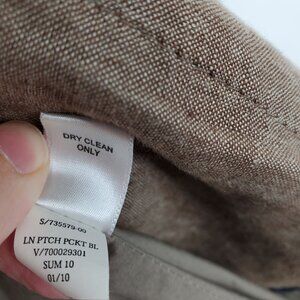 DRY CLEAN
ONLY
S/735579-00
LN PTCH PCKT BL
V/700029301
SUM 10
01/10